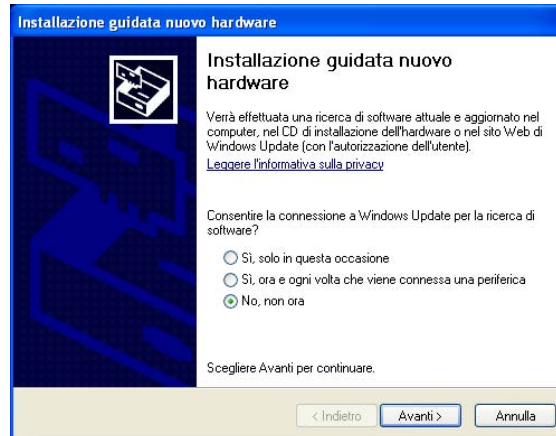 Installazione guidata nuovo hardware
Installazione guidata nuovo
hardware
Verrà effettuata una ricerca di software attuale e aggiornato nel
computer, nel CD di installazione dell'hardware o nel sito Web di
Windows Update (con l'autorizzazione dell'utente).
Leggere l'informativa sulla privacy
Consentire la connessione a Windows Update per la ricerca di
software?
Sì, solo in questa occasione
Sì, ora e ogni volta che viene connessa una periferica
No, non ora
Scegliere Avanti per continuare.
< Indietro Avanti > Annulla